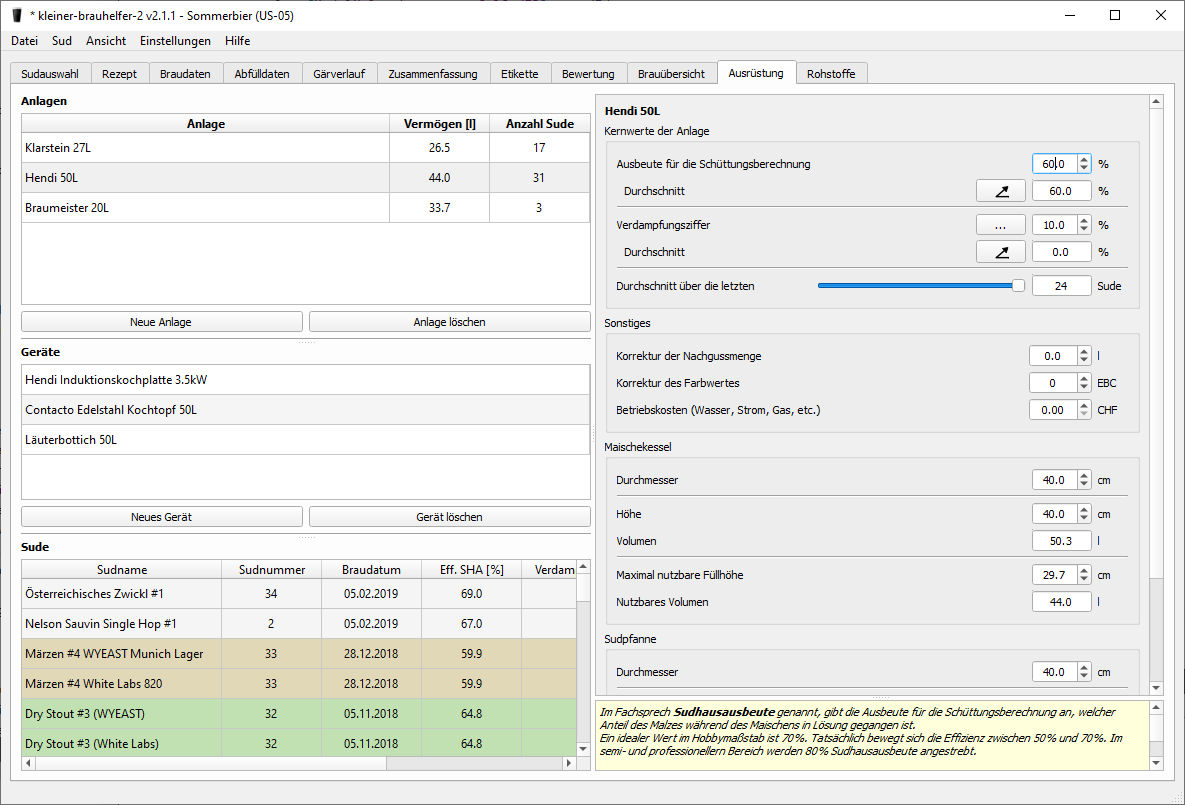 * kleiner-brauhelfer-2 v2.1.1 - Sommerbier (US-05)
Datei Sud Ansicht Einstellungen Hilfe
Sudauswahl Rezept Braudaten Abfülldaten Gärverlauf Zusammenfassung Etikette Bewertung Brauübersicht Ausrüstung Rohstoffe
Anlagen
Anlage Vermögen [l] Anzahl Sude
Klarstein 27L 26.5 17
Hendi 50L 44.0 31
Braumeister 20L 33.7 3
Neue Anlage Anlage löschen
Geräte
Hendi Induktionskochplatte 3.5kW
Contacto Edelstahl Kochtopf 50L
Läuterbottich 50L
Neues Gerät Gerät löschen
Sude
Sudname Sudnummer Braudatum Eff. SHA [%] Verdam
Österreichisches Zwickl #1 34 05.02.2019 69.0
Nelson Sauvin Single Hop #1 2 05.02.2019 67.0
Märzen #4 WYEAST Munich Lager 33 28.12.2018 59.9
Märzen #4 White Labs 820 33 28.12.2018 59.9
Dry Stout #3 (WYEAST) 32 05.11.2018 64.8
Dry Stout #3 (White Labs) 32 05.11.2018 64.8
Hendi 50L
Kernwerte der Anlage
Ausbeute für die Schüttungsberechnung 60.0 %
Durchschnitt 60.0 %
Verdampfungsziffer ... 10.0 %
Durchschnitt 0.0 %
Durchschnitt über die letzten 24 Sude
Sonstiges
Korrektur der Nachgussmenge 0.0 l
Korrektur des Farbwertes 0 EBC
Betriebskosten (Wasser, Strom, Gas, etc.) 0.00 CHF
Maischekessel
Durchmesser 40.0 cm
Höhe 40.0 cm
Volumen 50.3 l
Maximal nutzbare Füllhöhe 29.7 cm
Nutzbares Volumen 44.0 l
Sudpfanne
Durchmesser 40.0 cm
Im Fachsprech Sudhausausbeute genannt, gibt die Ausbeute für die Schüttungsberechnung an, welcher
Anteil des Malzes während des Maischens in Lösung gegangen ist.
Ein idealer Wert im Hobbymaßstab ist 70%. Tatsächlich bewegt sich die Effizienz zwischen 50% und 70%. Im
semi- und professionellern Bereich werden 80% Sudhausausbeute angestrebt.